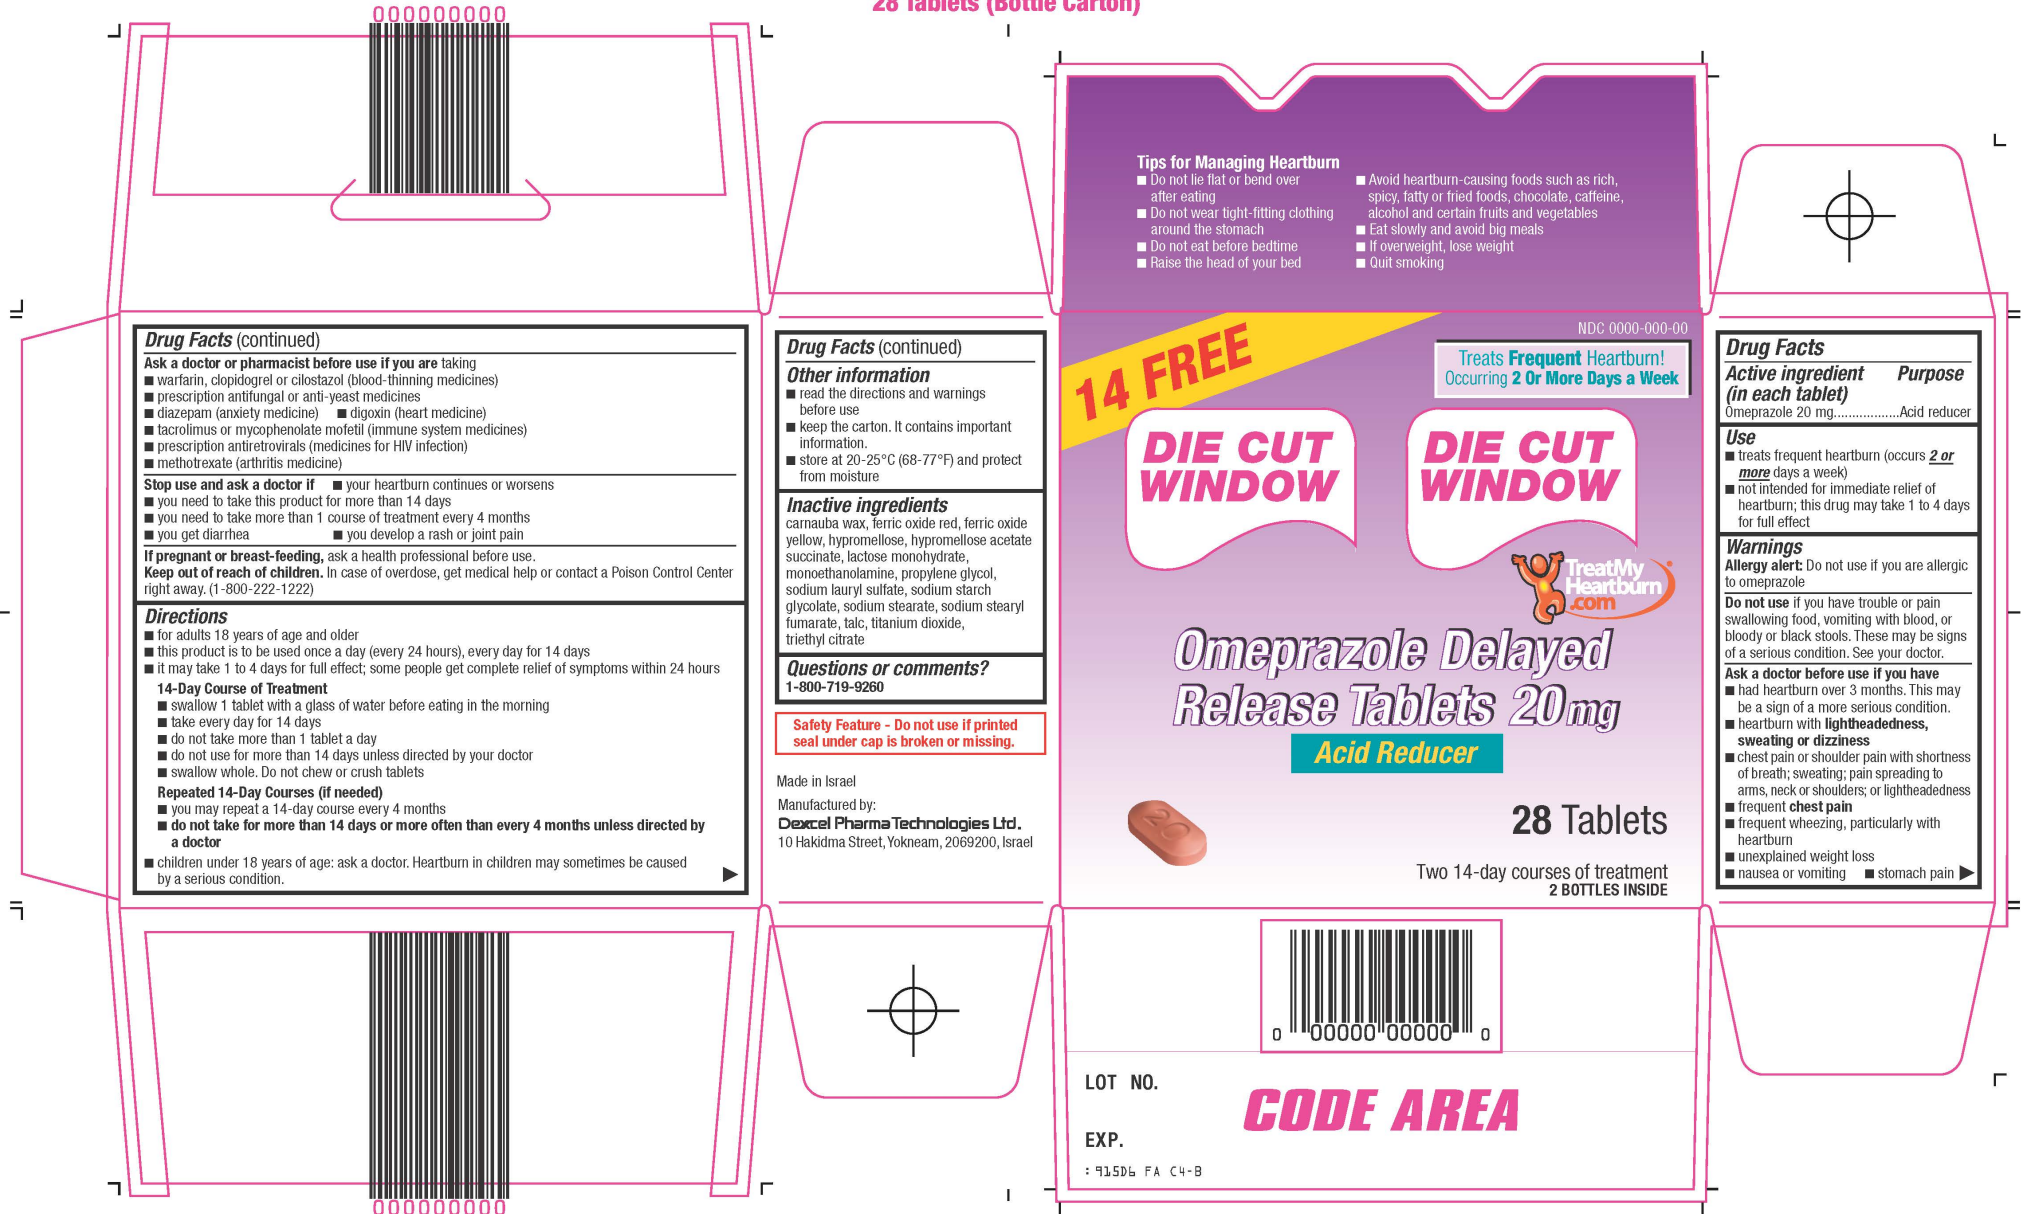 28 Tablets (Bottle Carton)
000000000
Drug Facts (continued)
Ask a doctor or pharmacist before use if you are taking
■ warfarin, clopidogrel or cilostazol (blood-thinning medicines)
■ prescription antifungal or anti-yeast medicines
■ diazepam (anxiety medicine) ■ digoxin (heart medicine)
■ tacrolimus or mycophenolate mofetil (immune system medicines)
■ prescription antiretrovirals (medicines for HIV infection)
■ methotrexate (arthritis medicine)
Stop use and ask a doctor if ■ your heartburn continues or worsens
■ you need to take this product for more than 14 days
■ you need to take more than 1 course of treatment every 4 months
■ you get diarrhea ■ you develop a rash or joint pain
If pregnant or breast-feeding, ask a health professional before use.
Keep out of reach of children. In case of overdose, get medical help or contact a Poison Control Center
right away. (1-800-222-1222)
Directions
■ for adults 18 years of age and older
■ this product is to be used once a day (every 24 hours), every day for 14 days
■ it may take 1 to 4 days for full effect; some people get complete relief of symptoms within 24 hours
14-Day Course of Treatment
■ swallow 1 tablet with a glass of water before eating in the morning
■ take every day for 14 days
■ do not take more than 1 tablet a day
■ do not use for more than 14 days unless directed by your doctor
■ swallow whole. Do not chew or crush tablets
Repeated 14-Day Courses (if needed)
■ you may repeat a 14-day course every 4 months
■ do not take for more than 14 days or more often than every 4 months unless directed by
a doctor
■ children under 18 years of age: ask a doctor. Heartburn in children may sometimes be caused
by a serious condition.
000000000
Drug Facts (continued)
Other information
■ read the directions and warnings
before use
■ keep the carton. It contains important
information.
■ store at 20-25°C (68-77°F) and protect
from moisture
Inactive ingredients
carnauba wax, ferric oxide red, ferric oxide
yellow, hypromellose, hypromellose acetate
succinate, lactose monohydrate,
monoethanolamine, propylene glycol,
sodium lauryl sulfate, sodium starch
glycolate, sodium stearate, sodium stearyl
fumarate, talc, titanium dioxide,
triethyl citrate
Questions or comments?
1-800-719-9260
Safety Feature - Do not use if printed
seal under cap is broken or missing.
Made in Israel
Manufactured by:
Dexcel Pharma Technologies Ltd.
10 Hakidma Street, Yokneam, 2069200, Israel
Tips for Managing Heartburn
■ Do not lie flat or bend over
after eating
■ Do not wear tight-fitting clothing
around the stomach
■ Do not eat before bedtime
■ Raise the head of your bed
■ Avoid heartburn-causing foods such as rich,
spicy, fatty or fried foods, chocolate, caffeine,
alcohol and certain fruits and vegetables
■ Eat slowly and avoid big meals
■ If overweight, lose weight
■ Quit smoking
NDC 0000-000-00
14 FREE
Treats Frequent Heartburn!
Occurring 2 Or More Days a Week
DIE CUT
WINDOW
DIE CUT
WINDOW
TreatMy
Heartburn
.com
Omeprazole Delayed
Release Tablets 20 mg
Acid Reducer
20
28 Tablets
Two 14-day courses of treatment
2 BOTTLES INSIDE
0 00000 00000 0
LOT NO.
CODE AREA
EXP.
: 915D6 FA C4-B
Drug Facts
Active ingredient Purpose
(in each tablet)
Omeprazole 20 mg..................Acid reducer
Use
■ treats frequent heartburn (occurs 2 or
more days a week)
■ not intended for immediate relief of
heartburn; this drug may take 1 to 4 days
for full effect
Warnings
Allergy alert: Do not use if you are allergic
to omeprazole
Do not use if you have trouble or pain
swallowing food, vomiting with blood, or
bloody or black stools. These may be signs
of a serious condition. See your doctor.
Ask a doctor before use if you have
■ had heartburn over 3 months. This may
be a sign of a more serious condition.
■ heartburn with lightheadedness,
sweating or dizziness
■ chest pain or shoulder pain with shortness
of breath; sweating; pain spreading to
arms, neck or shoulders; or lightheadedness
■ frequent chest pain
■ frequent wheezing, particularly with
heartburn
■ unexplained weight loss
■ nausea or vomiting ■ stomach pain